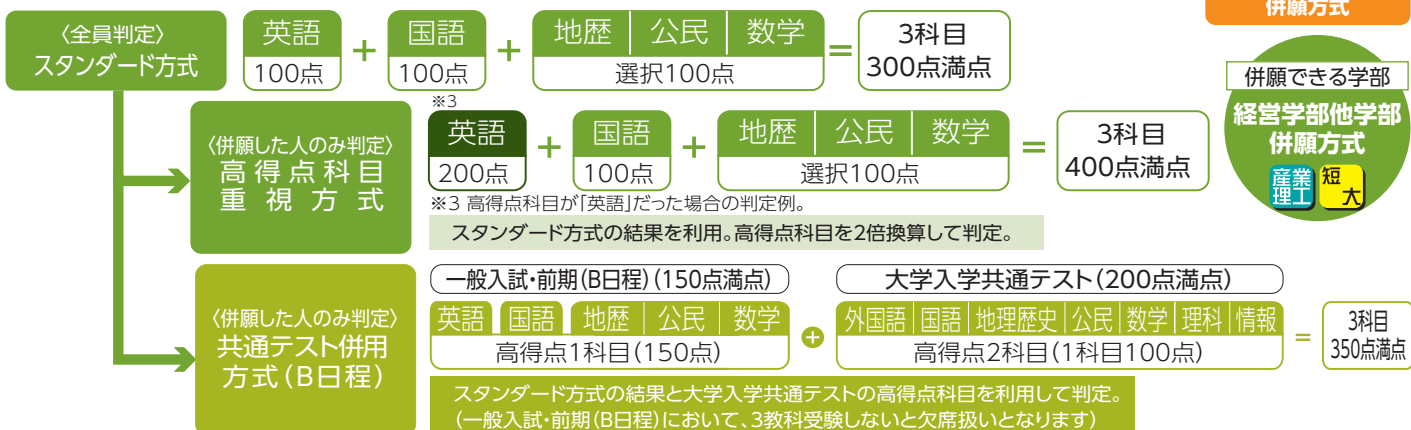 併願方式
〈全員判定〉
スタンダード方式
英語
100点
+
国語
100点
+
地歴 公民 数学
選択100点
=
3科目
300点満点
併願できる学部
経営学部他学部
併願方式
産業理工
短大
〈併願した人のみ判定〉
高得点科目
重視方式
※3
英語
200点
+
国語
100点
+
地歴 公民 数学
選択100点
=
3科目
400点満点
※3 高得点科目が「英語」だった場合の判定例。
スタンダード方式の結果を利用。高得点科目を2倍換算して判定。
〈併願した人のみ判定〉
共通テスト併用
方式(B日程)
一般入試・前期(B日程)(150点満点)
英語 国語 地歴 公民 数学
高得点1科目(150点)
+
大学入学共通テスト(200点満点)
外国語 国語 地理歴史 公民 数学 理科 情報
高得点2科目(1科目100点)
=
3科目
350点満点
スタンダード方式の結果と大学入学共通テストの高得点科目を利用して判定。
(一般入試・前期(B日程)において、3教科受験しないと欠席扱いとなります)